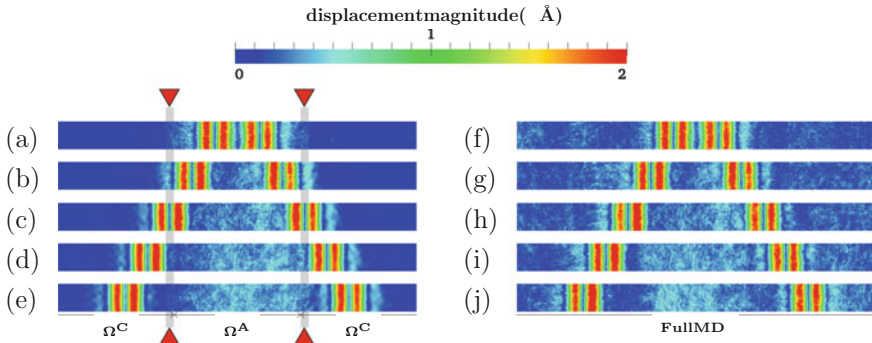 displacementmagnitude( Å)
0 1 2
(a) (f)
(b) (g)
(c) (h)
(d) (i)
(e) (j)
Ω^C Ω^A Ω^C FullMD